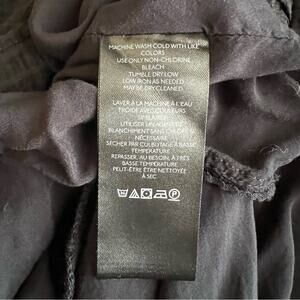 MACHINE WASH COLD WITH LIKE
COLORS
USE ONLY NON-CHLORINE
BLEACH
TUMBLE DRY LOW
LOW IRON AS NEEDED
MAY BE DRYCLEANED
LAVER À LA MACHINE À L'EAU
FROIDE AVEC COULEURS
SIMILAIRES
UTILISER UN AGENT DE
BLANCHIMENT SANS CHLORE SI
NÉCESSAIRE
SÉCHER PAR CULBUTAGE À BASSE
TEMPÉRATURE
REPASSER, AU BESOIN, À TRÈS
BASSE TEMPÉRATURE
PEUT-ÊTRE ÊTRE NETTOYÉ
À SEC